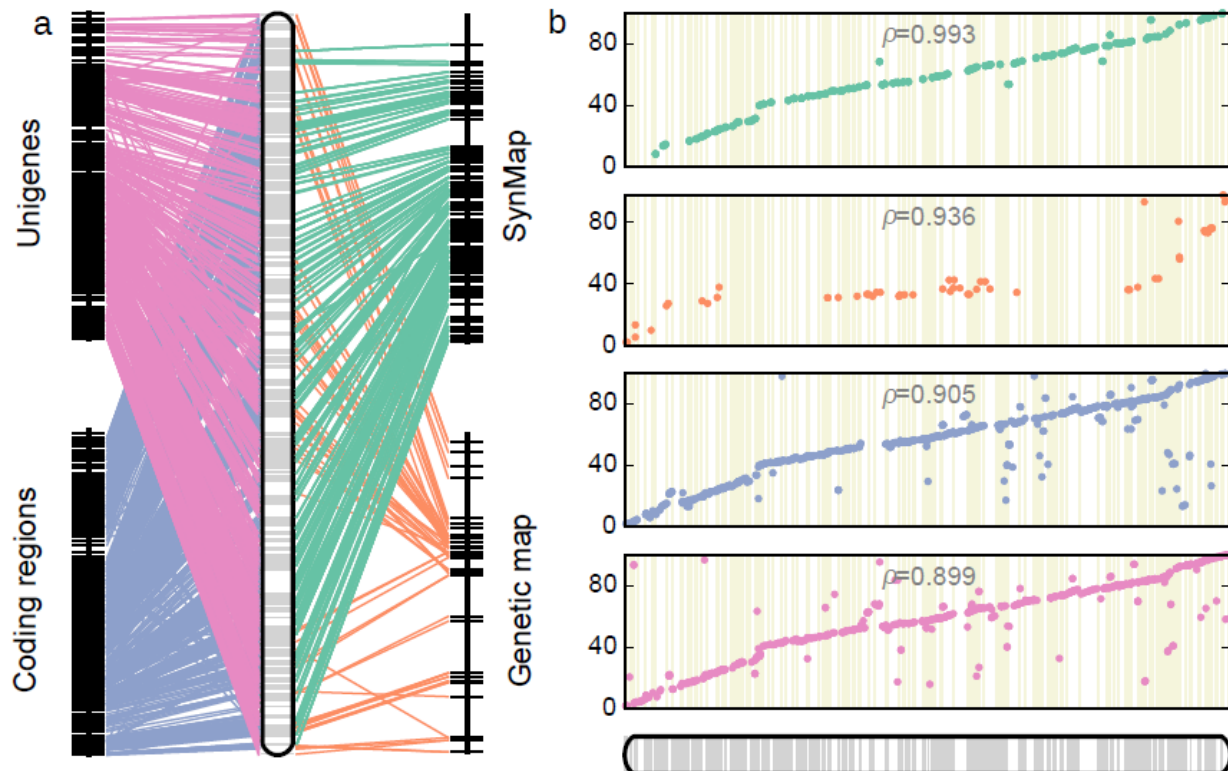 a
Unigenes
Coding regions
SynMap
Genetic map
b
ρ=0.993
80
40
0
ρ=0.936
80
40
0
ρ=0.905
80
40
0
ρ=0.899
80
40
0